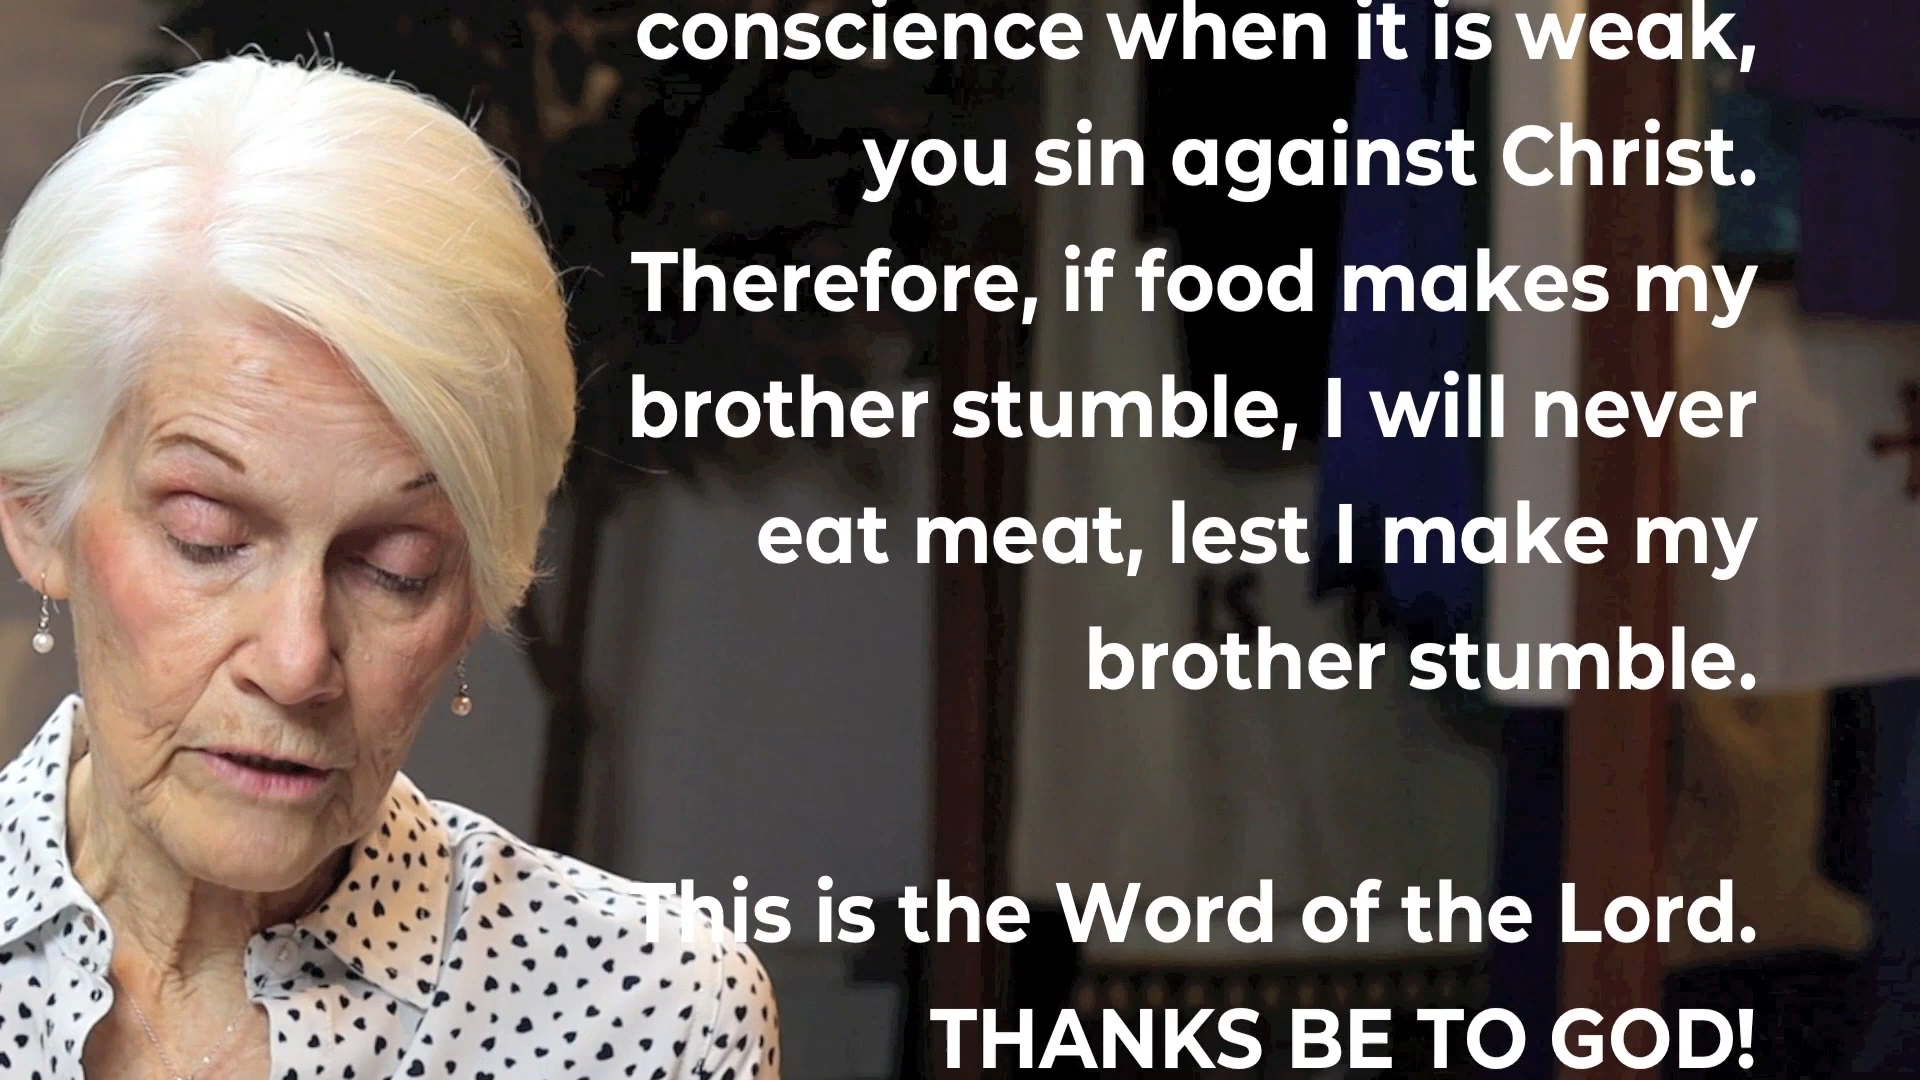 conscience when it is weak,
you sin against Christ.
Therefore, if food makes my
brother stumble, I will never
eat meat, lest I make my
brother stumble.
This is the Word of the Lord.
THANKS BE TO GOD!
IS